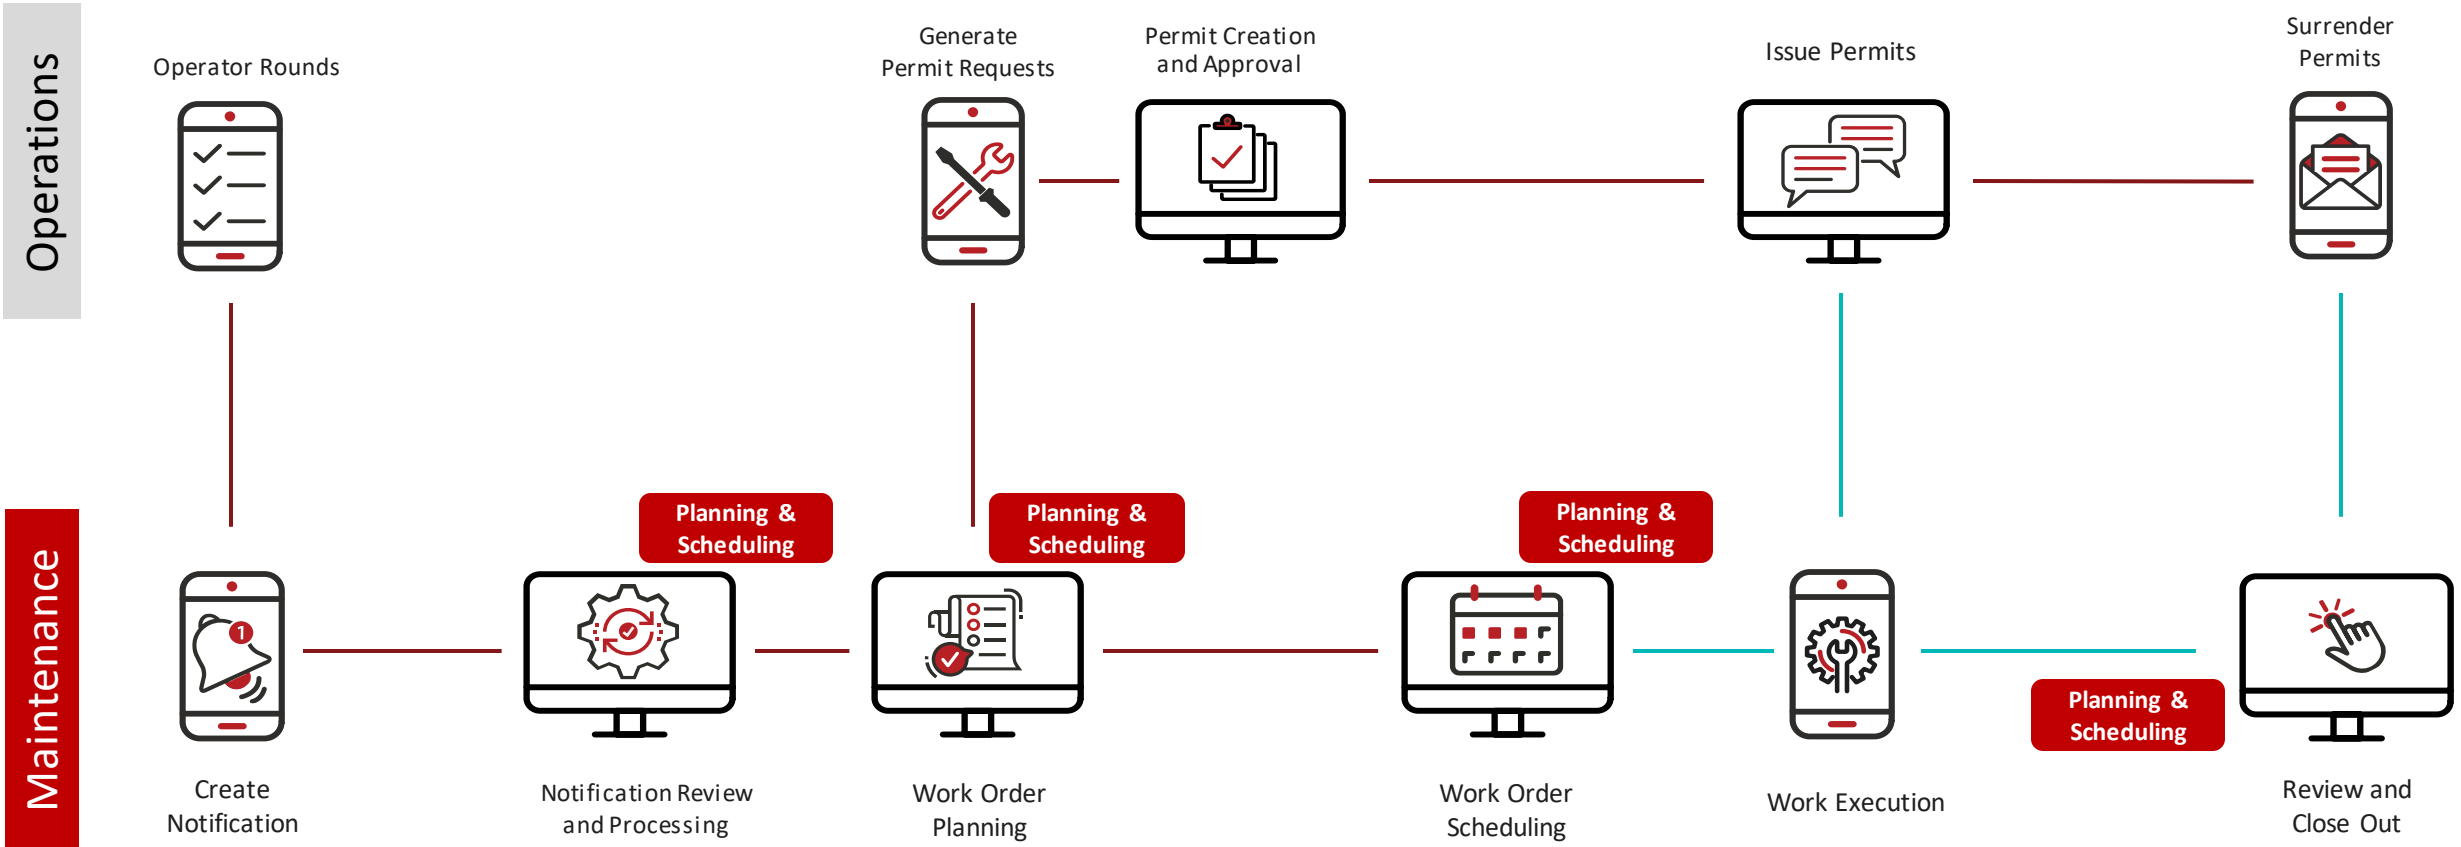 Operations
Operator Rounds
Generate
Permit Requests
Permit Creation
and Approval
Issue Permits
Surrender
Permits
Maintenance
Planning &
Scheduling
Planning &
Scheduling
Planning &
Scheduling
Planning &
Scheduling
1
Create
Notification
Notification Review
and Processing
Work Order
Planning
Work Order
Scheduling
Work Execution
Review and
Close Out